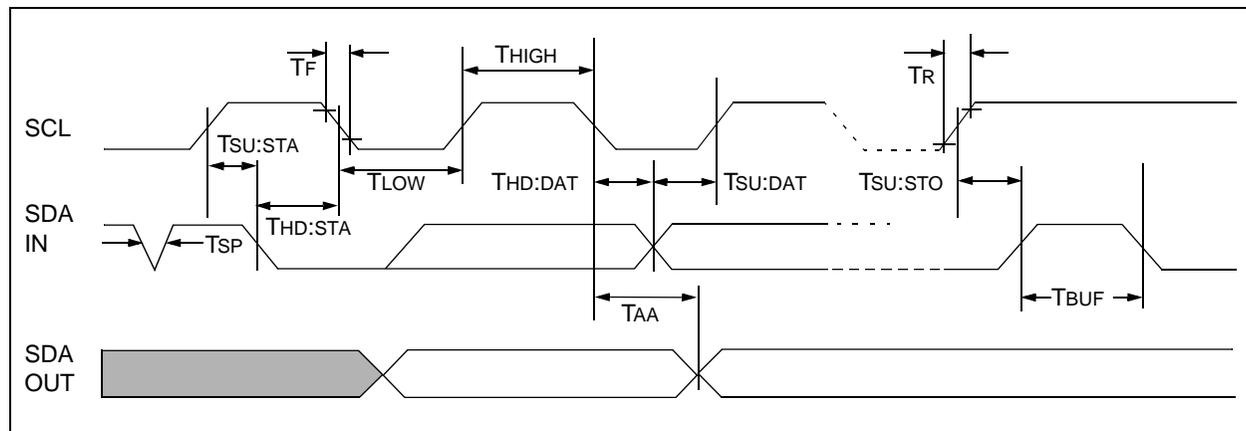 TF
THIGH
TR
SCL
TSU:STA
TLOW
THD:DAT
TSU:DAT
TSU:STO
SDA
IN
TSP
THD:STA
TAA
TBUF
SDA
OUT